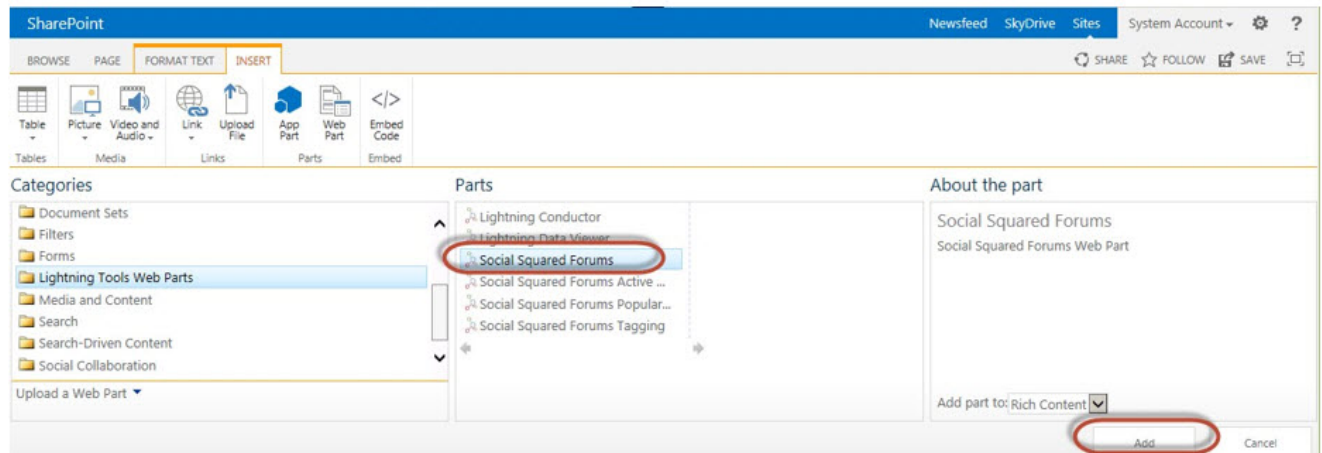 SharePoint
Newsfeed SkyDrive Sites System Account ?
BROWSE PAGE FORMAT TEXT INSERT
SHARE FOLLOW SAVE
Table Picture Video and Audio Link Upload File App Part Web Part Embed Code
Tables Media Links Parts Embed
Categories
Document Sets
Filters
Forms
Lightning Tools Web Parts
Media and Content
Search
Search-Driven Content
Social Collaboration
Upload a Web Part
Parts
Lightning Conductor
Lightning Data Viewer
Social Squared Forums
Social Squared Forums Active ...
Social Squared Forums Popular...
Social Squared Forums Tagging
About the part
Social Squared Forums
Social Squared Forums Web Part
Add part to: Rich Content
Add Cancel